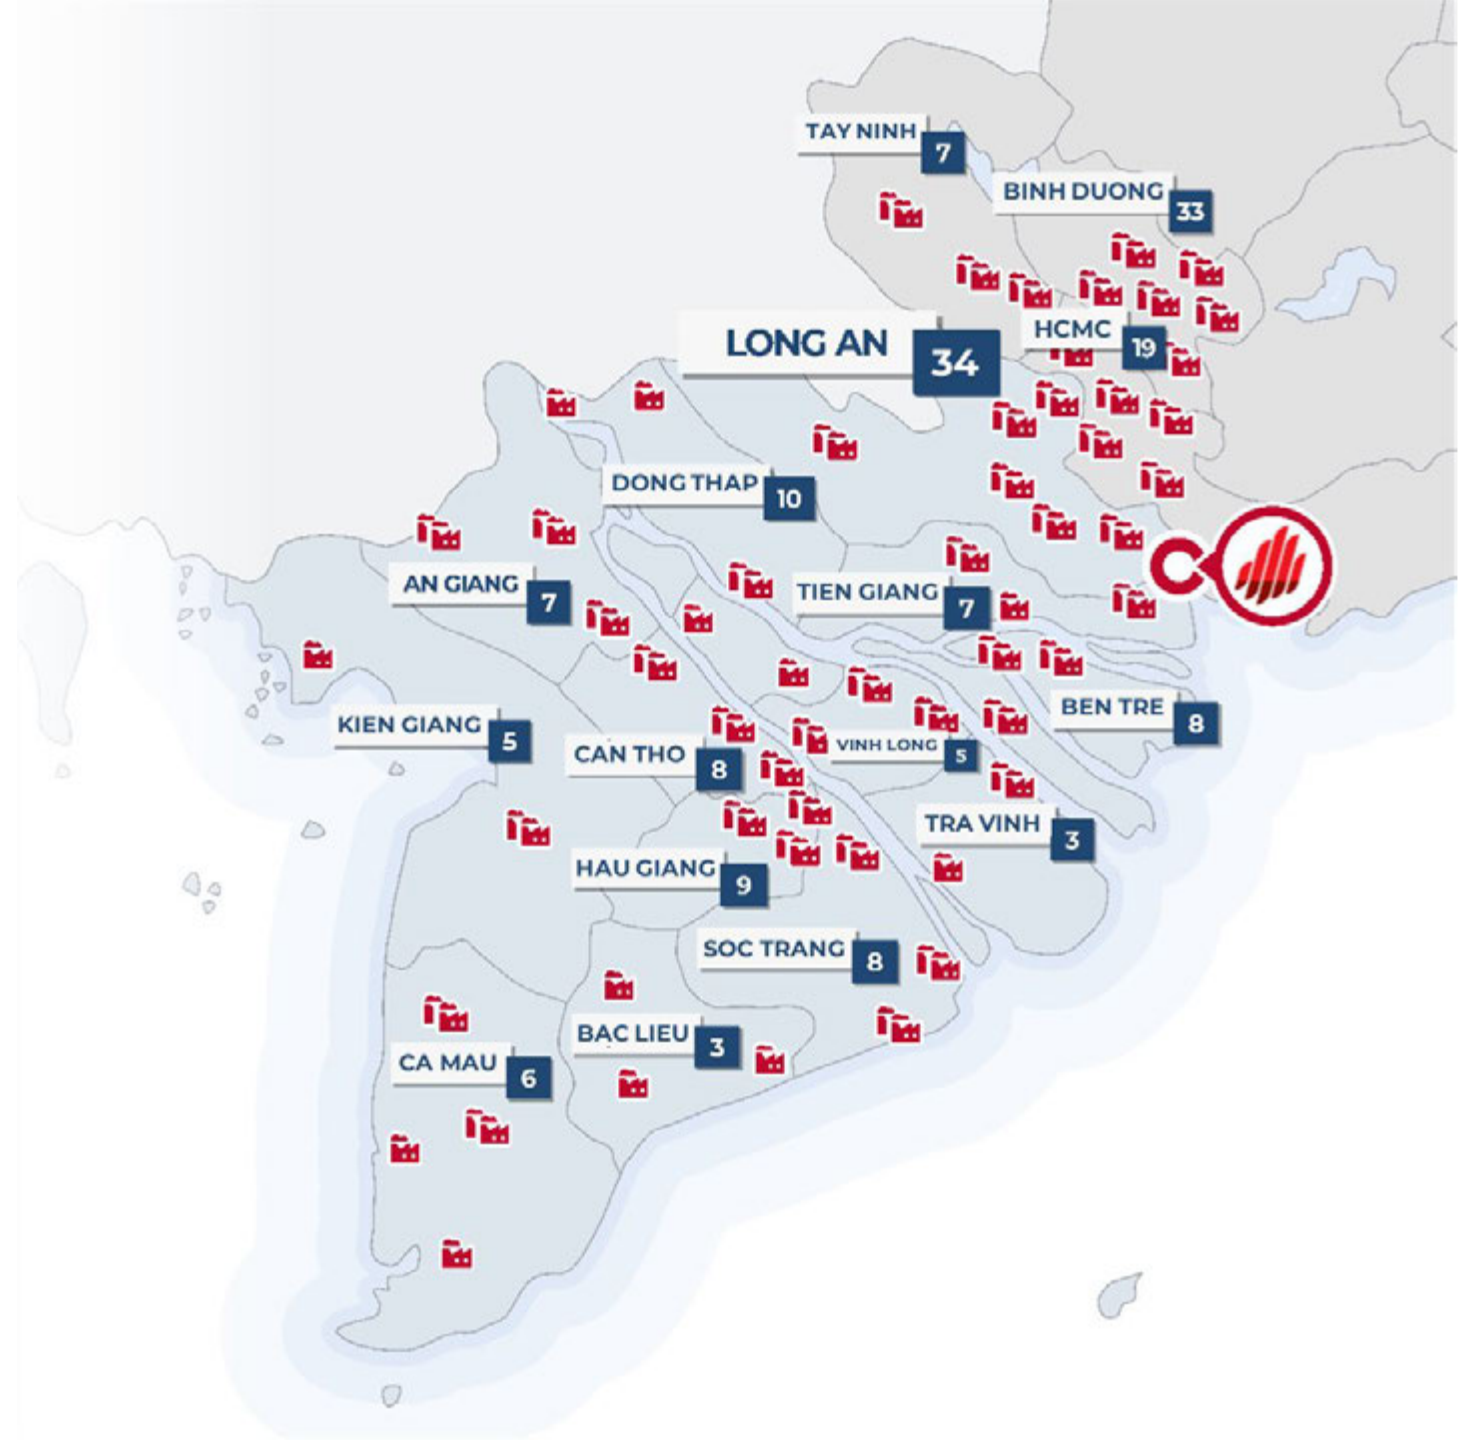 TAY NINH
7
BINH DUONG
33
HCMC
19
LONG AN
34
DONG THAP
10
AN GIANG
7
TIEN GIANG
7
KIEN GIANG
5
BEN TRE
8
CAN THO
8
VINH LONG
5
TRA VINH
3
HAU GIANG
9
SOC TRANG
8
BẠC LIEU
3
CA MAU
6